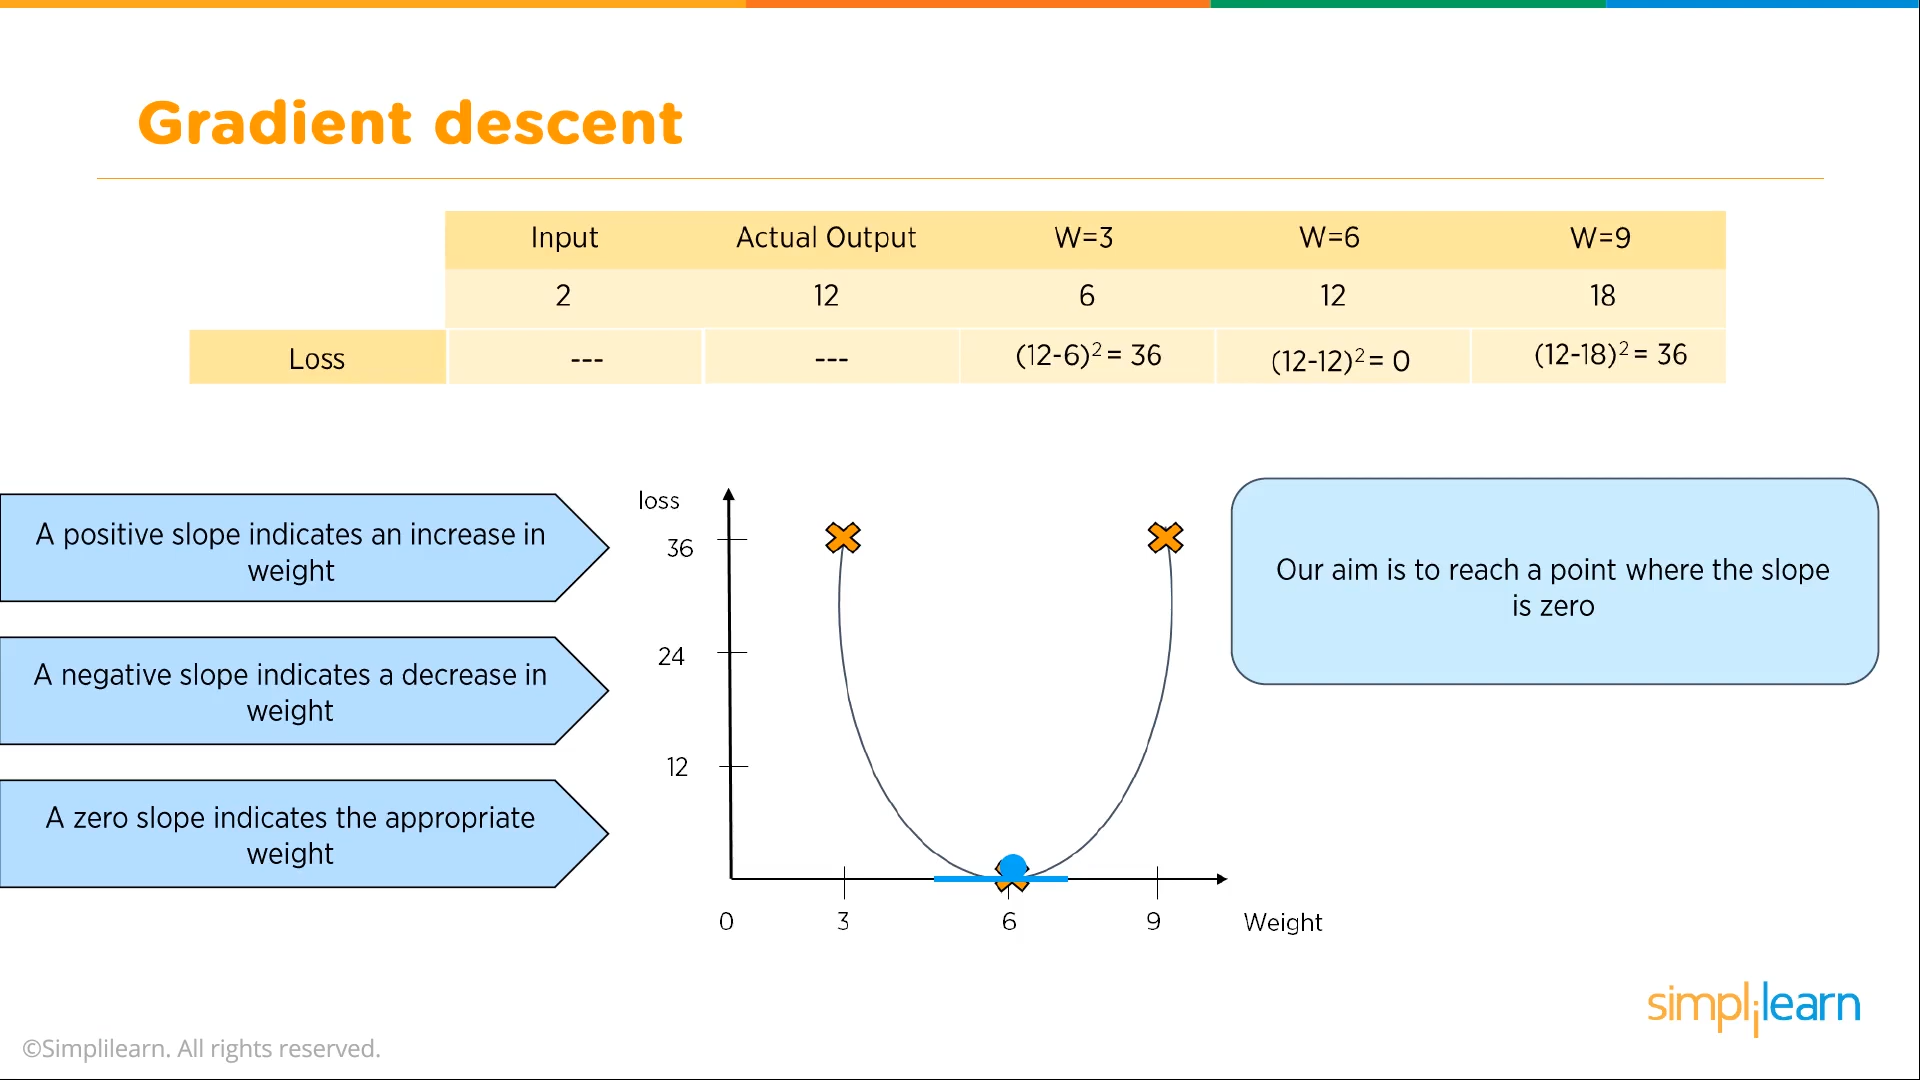 Gradient descent
Input Actual Output W=3 W=6 W=9
2 12 6 12 18
Loss --- --- (12-6)² = 36 (12-12)² = 0 (12-18)² = 36
A positive slope indicates an increase in
weight
A negative slope indicates a decrease in
weight
A zero slope indicates the appropriate
weight
loss
36
24
12
0 3 6 9 Weight
Our aim is to reach a point where the slope
is zero
simplilearn
©Simplilearn. All rights reserved.